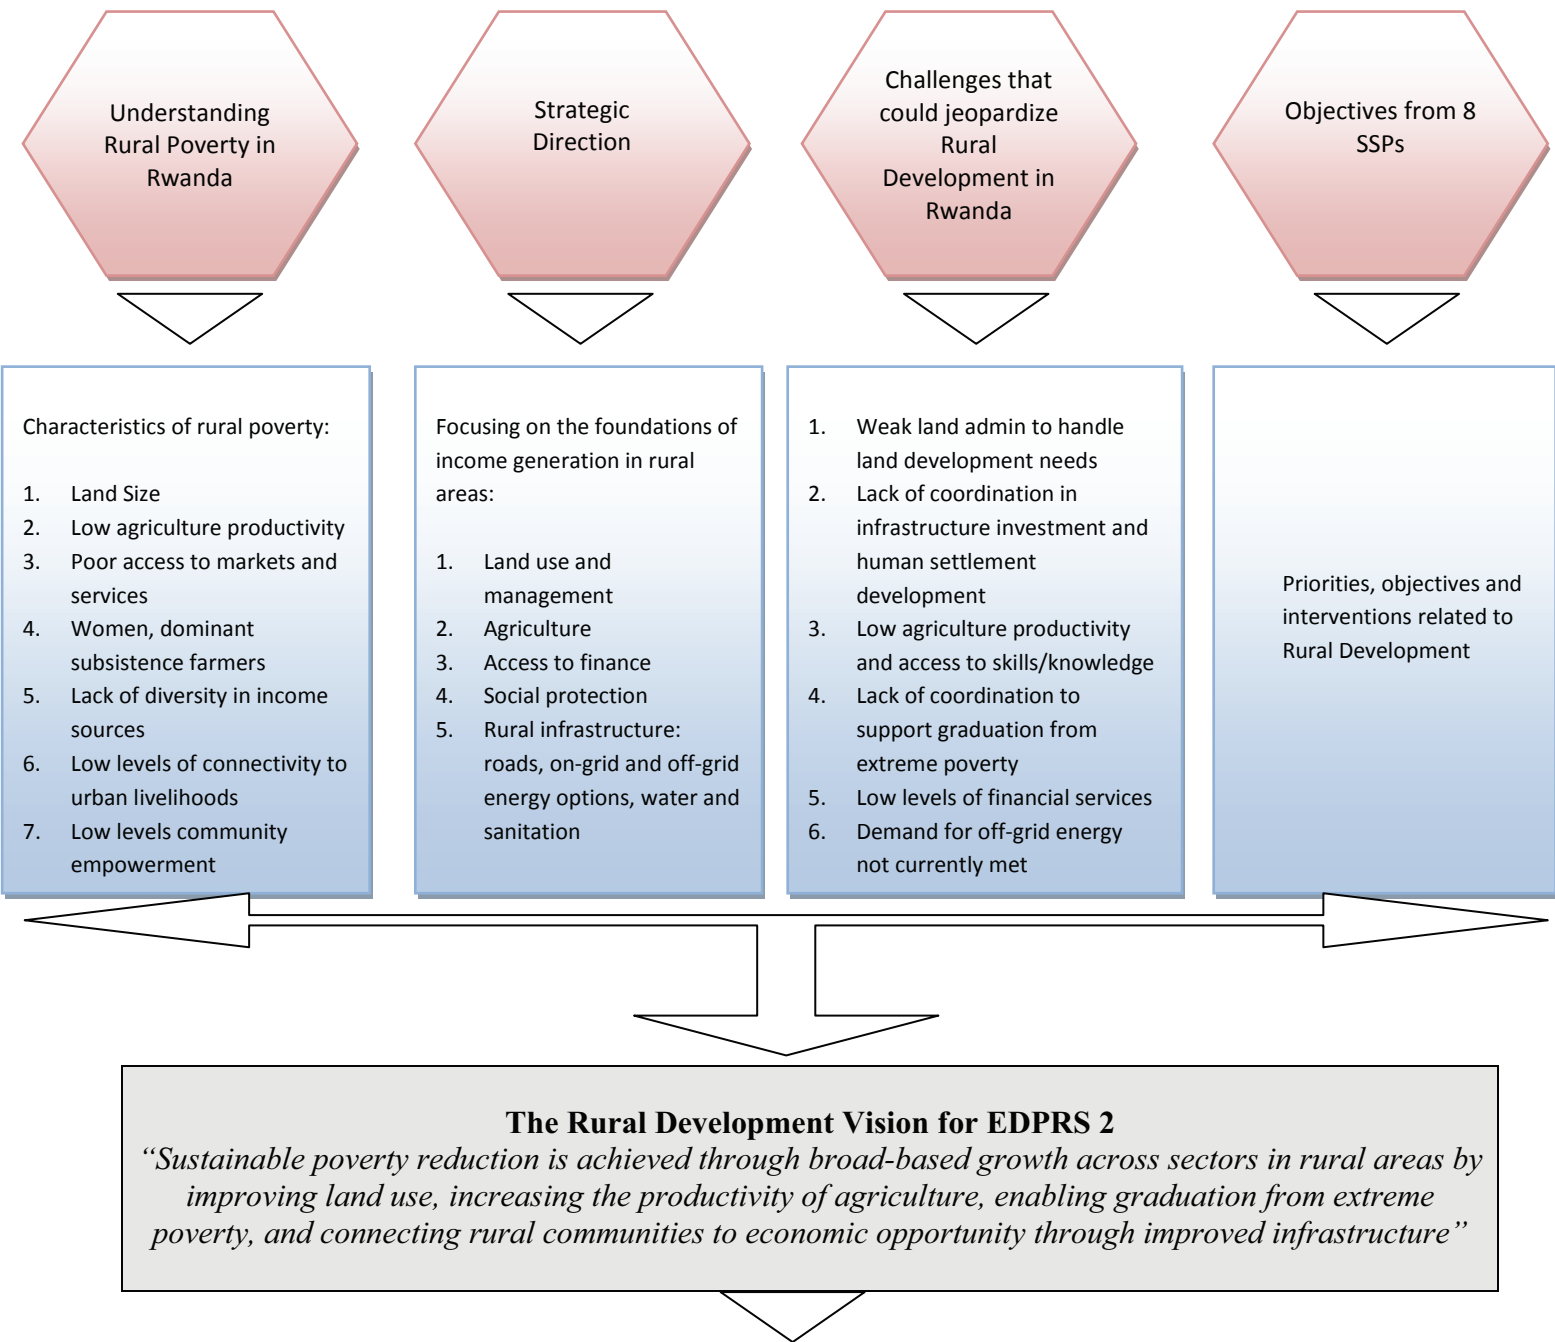 Understanding
Rural Poverty in
Rwanda
Strategic
Direction
Challenges that
could jeopardize
Rural
Development in
Rwanda
Objectives from 8
SSPs
Characteristics of rural poverty:
1. Land Size
2. Low agriculture productivity
3. Poor access to markets and
services
4. Women, dominant
subsistence farmers
5. Lack of diversity in income
sources
6. Low levels of connectivity to
urban livelihoods
7. Low levels community
empowerment
Focusing on the foundations of
income generation in rural
areas:
1. Land use and
management
2. Agriculture
3. Access to finance
4. Social protection
5. Rural infrastructure:
roads, on-grid and off-grid
energy options, water and
sanitation
1. Weak land admin to handle
land development needs
2. Lack of coordination in
infrastructure investment and
human settlement
development
3. Low agriculture productivity
and access to skills/knowledge
4. Lack of coordination to
support graduation from
extreme poverty
5. Low levels of financial services
6. Demand for off-grid energy
not currently met
Priorities, objectives and
interventions related to
Rural Development
The Rural Development Vision for EDPRS 2
“Sustainable poverty reduction is achieved through broad-based growth across sectors in rural areas by
improving land use, increasing the productivity of agriculture, enabling graduation from extreme
poverty, and connecting rural communities to economic opportunity through improved infrastructure”